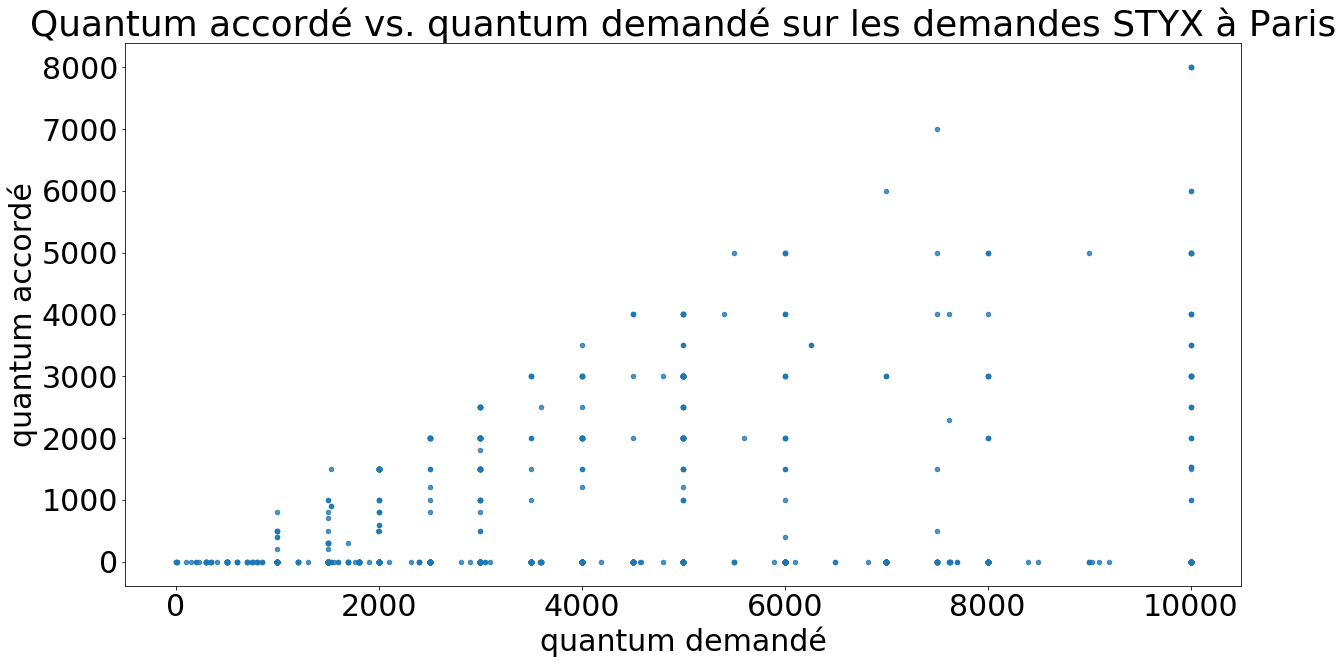 Quantum accordé vs. quantum demandé sur les demandes STYX à Paris
quantum accordé
8000
7000
6000
5000
4000
3000
2000
1000
0
0 2000 4000 6000 8000 10000
quantum demandé